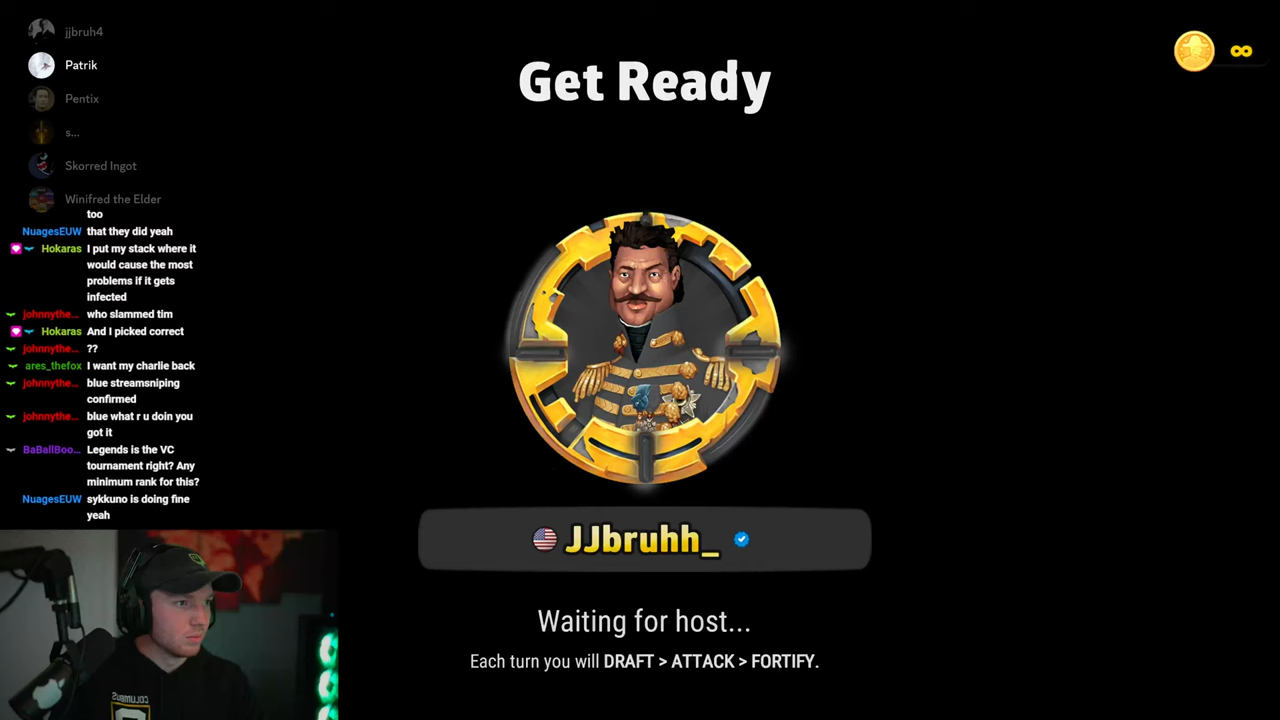 jjbruh4
Patrik
Pentix
s...
Skorred Ingot
Winifred the Elder
too
NuagesEUW that they did yeah
Hokaras I put my stack where it
would cause the most
problems if it gets
infected
johnnythe... who slammed tim
Hokaras And I picked correct
johnnythe... ??
ares_thefox I want my charlie back
johnnythe... blue streamsniping
confirmed
johnnythe... blue what r u doin you
got it
BaBallBoo... Legends is the VC
tournament right? Any
minimum rank for this?
NuagesEUW sykkuno is doing fine
yeah
Get Ready
JJbruhh_
Waiting for host...
Each turn you will DRAFT > ATTACK > FORTIFY.